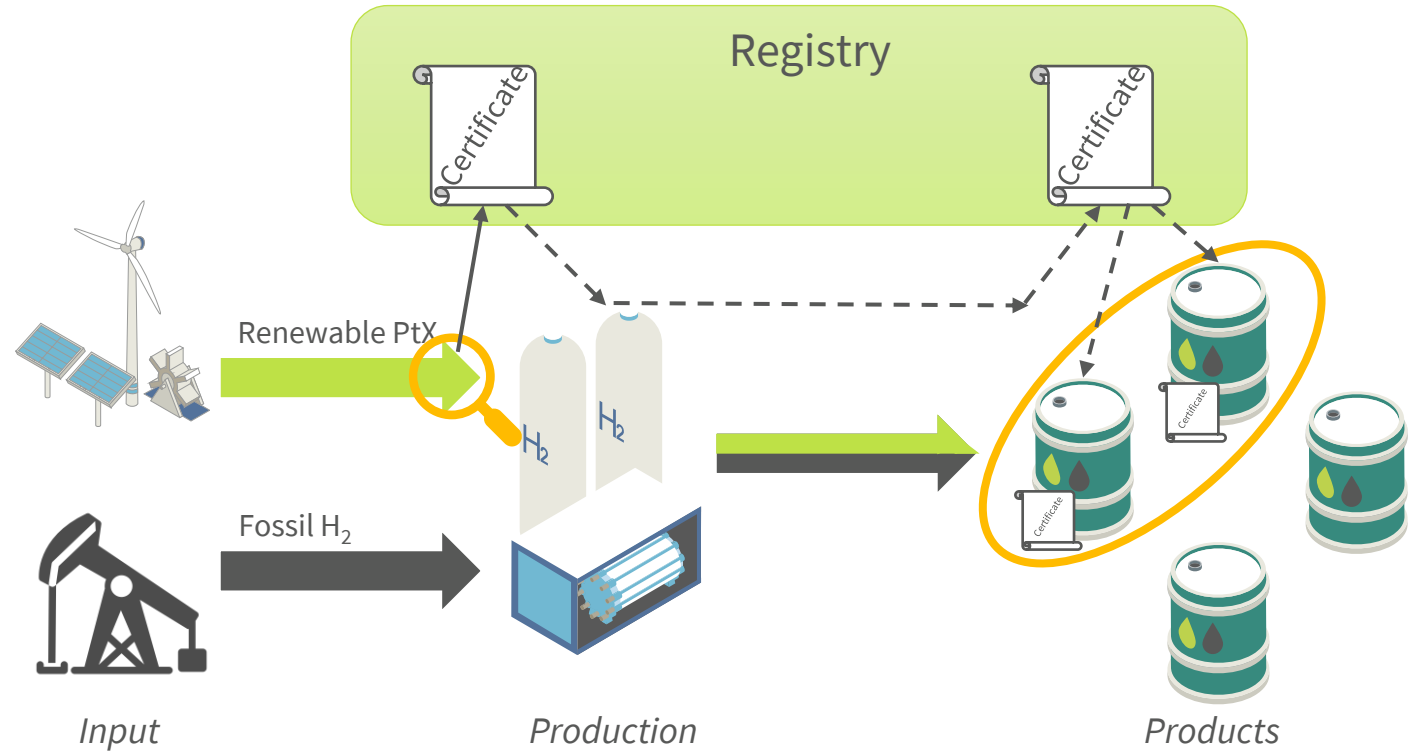 Registry
Certificate
Certificate
Renewable PtX
H₂
H₂
Certificate
Certificate
Fossil H₂
Input
Production
Products